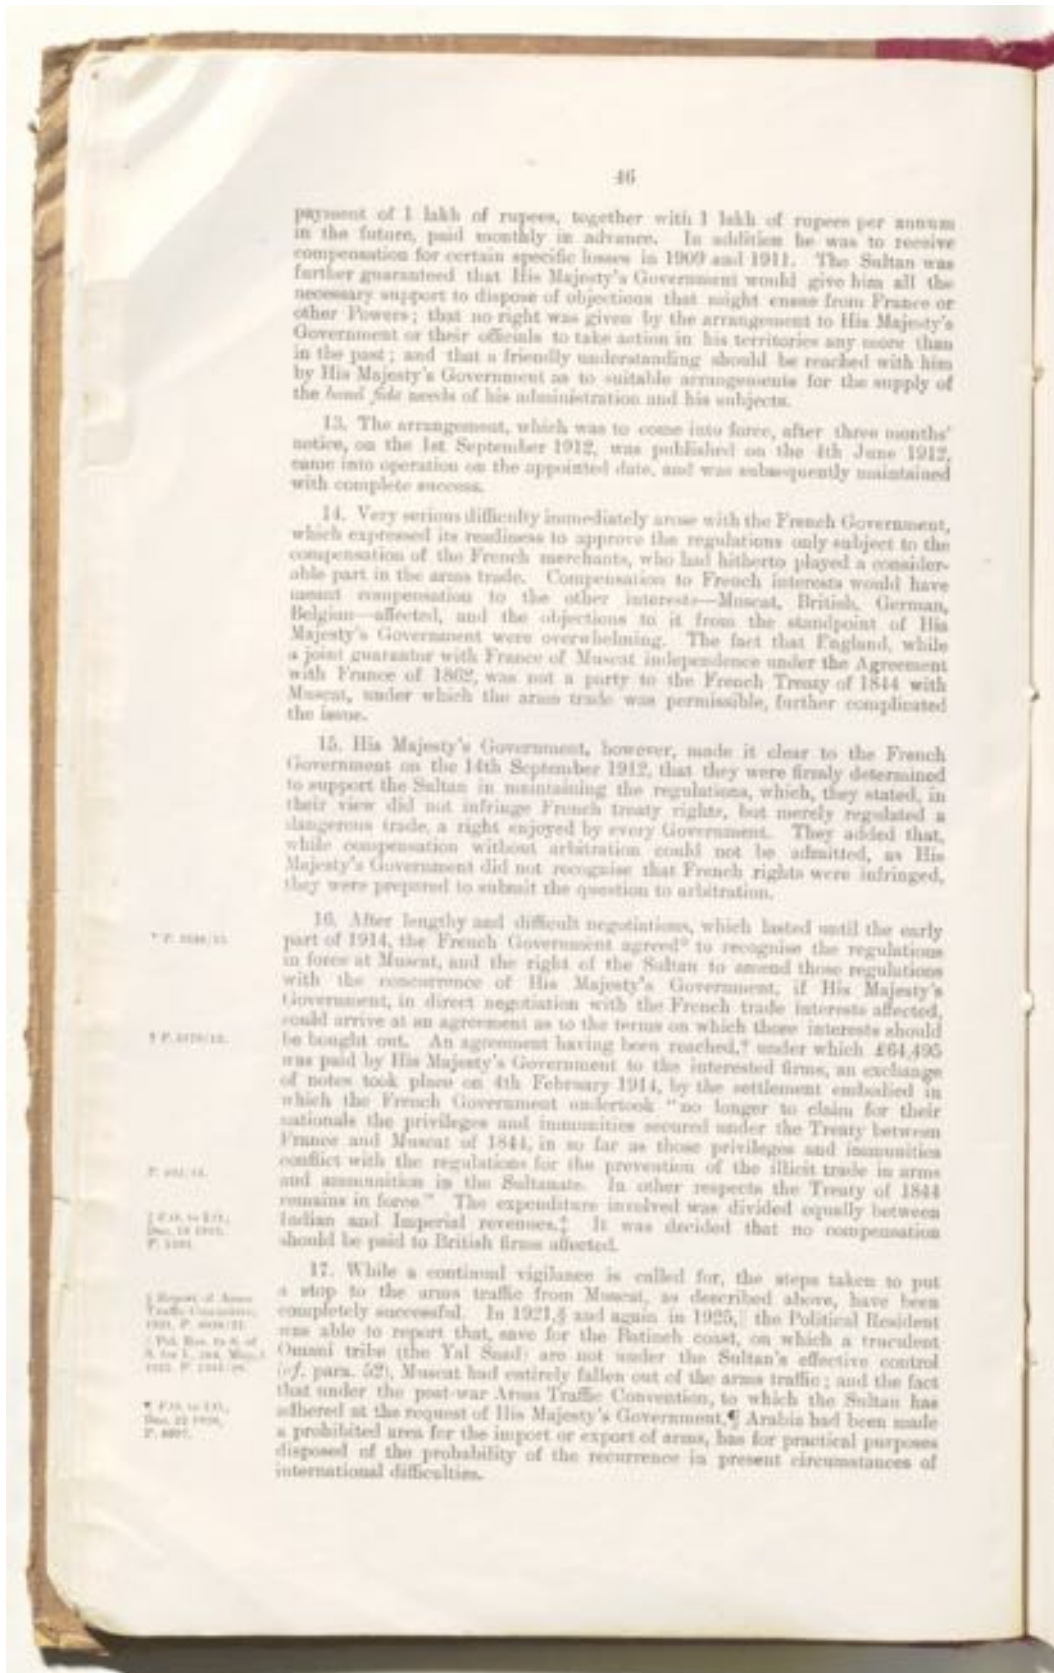 46
payment of 1 lakh of rupees, together with 1 lakh of rupees per annum
in the future, paid monthly in advance. In addition he was to receive
compensation for certain specific losses in 1909 and 1911. The Sultan was
further guaranteed that His Majesty's Government would give him all the
necessary support to dispose of objections that might ensue from France or
other Powers; that no right was given by the arrangement to His Majesty's
Government or their officials to take action in his territories any more than
in the past; and that a friendly understanding should be reached with him
by His Majesty's Government as to suitable arrangements for the supply of
the bonâ fide needs of his administration and his subjects.
13. The arrangement, which was to come into force, after three months'
notice, on the 1st September 1912, was published on the 4th June 1912,
came into operation on the appointed date, and was subsequently maintained
with complete success.
14. Very serious difficulty immediately arose with the French Government,
which expressed its readiness to approve the regulations only subject to the
compensation of the French merchants, who had hitherto played a consider-
able part in the arms trade. Compensation to French interests would have
meant compensation to the other interests—Muscat, British, German,
Belgian—affected, and the objections to it from the standpoint of His
Majesty's Government were overwhelming. The fact that England, while
a joint guarantor with France of Muscat independence under the Agreement
with France of 1862, was not a party to the French Treaty of 1844 with
Muscat, under which the arms trade was permissible, further complicated
the issue.
15. His Majesty's Government, however, made it clear to the French
Government on the 14th September 1912, that they were firmly determined
to support the Sultan in maintaining the regulations, which, they stated, in
their view did not infringe French treaty rights, but merely regulated a
dangerous trade, a right enjoyed by every Government. They added that,
while compensation without arbitration could not be admitted, as His
Majesty's Government did not recognise that French rights were infringed,
they were prepared to submit the question to arbitration.
16. After lengthy and difficult negotiations, which lasted until the early
part of 1914, the French Government agreed* to recognise the regulations
in force at Muscat, and the right of the Sultan to amend those regulations
with the concurrence of His Majesty's Government, if His Majesty's
Government, in direct negotiation with the French trade interests affected,
could arrive at an agreement as to the terms on which those interests should
be bought out. An agreement having been reached,† under which £64,495
was paid by His Majesty's Government to the interested firms, an exchange
of notes took place on 4th February 1914, by the settlement embodied in
which the French Government undertook "no longer to claim for their
nationals the privileges and immunities secured under the Treaty between
France and Muscat of 1844, in so far as those privileges and immunities
conflict with the regulations for the prevention of the illicit trade in arms
and ammunition in the Sultanate. In other respects the Treaty of 1844
remains in force." The expenditure involved was divided equally between
Indian and Imperial revenues.‡ It was decided that no compensation
should be paid to British firms affected.
‡ F.O. to I.O.,
17. While a continual vigilance is called for, the steps taken to put
a stop to the arms traffic from Muscat, as described above, have been
completely successful. In 1921,§ and again in 1925,|| the Political Resident
was able to report that, save for the Batineh coast, on which a truculent
Omani tribe (the Yal Saad) are not under the Sultan's effective control
(cf. para. 52), Muscat had entirely fallen out of the arms traffic; and the fact
that under the post-war Arms Traffic Convention, to which the Sultan has
adhered at the request of His Majesty's Government,¶ Arabia had been made
a prohibited area for the import or export of arms, has for practical purposes
disposed of the probability of the recurrence in present circumstances of
international difficulties.
§ Report of Arms
Traffic Committee,
¶ F.O. to I.O.,